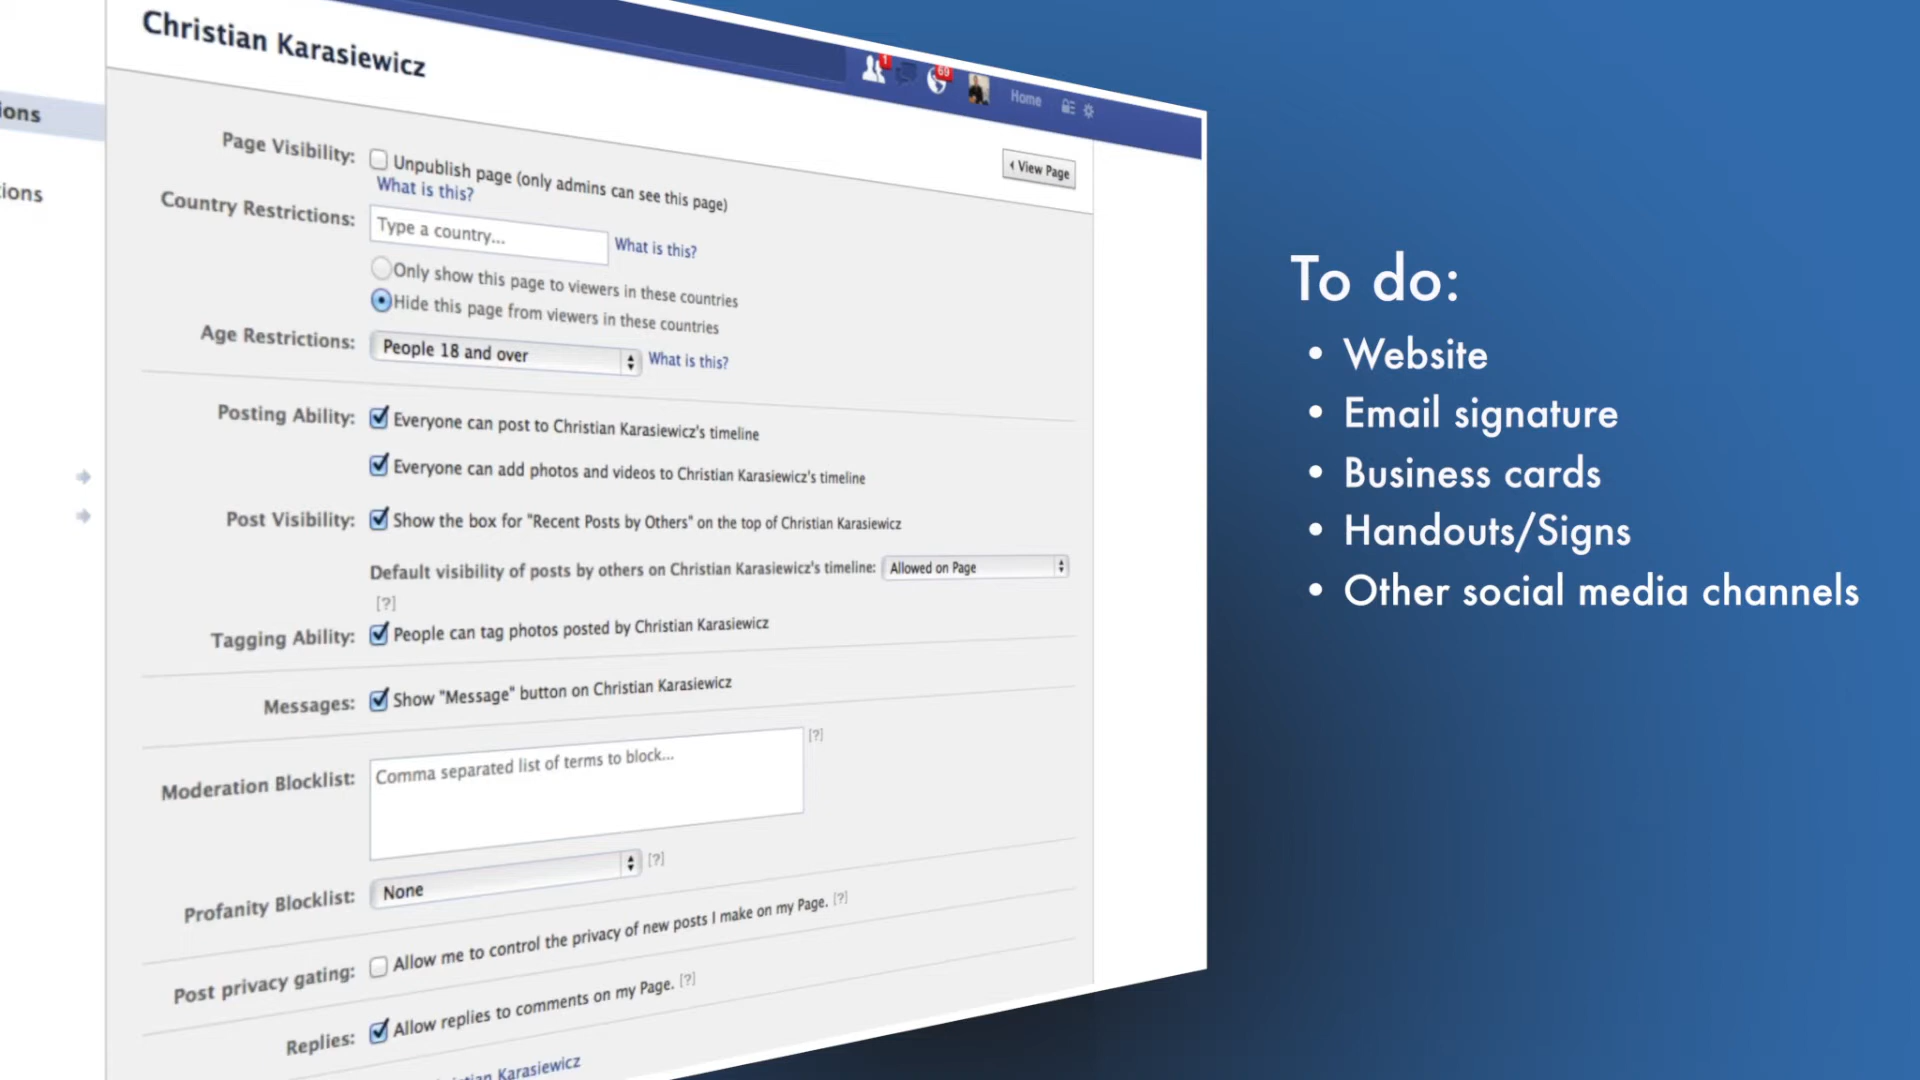 Christian Karasiewicz
1
69
Home
View Page
ions
ions
Page Visibility: Unpublish page (only admins can see this page)
What is this?
Country Restrictions: Type a country... What is this?
Only show this page to viewers in these countries
Hide this page from viewers in these countries
Age Restrictions: People 18 and over What is this?
Posting Ability: Everyone can post to Christian Karasiewicz's timeline
Everyone can add photos and videos to Christian Karasiewicz's timeline
Post Visibility: Show the box for "Recent Posts by Others" on the top of Christian Karasiewicz
Default visibility of posts by others on Christian Karasiewicz's timeline: Allowed on Page
[?]
Tagging Ability: People can tag photos posted by Christian Karasiewicz
Messages: Show "Message" button on Christian Karasiewicz
Moderation Blocklist: Comma separated list of terms to block... [?]
Profanity Blocklist: None [?]
Post privacy gating: Allow me to control the privacy of new posts I make on my Page. [?]
Replies: Allow replies to comments on my Page. [?]
Karasiewicz
To do:
• Website
• Email signature
• Business cards
• Handouts/Signs
• Other social media channels